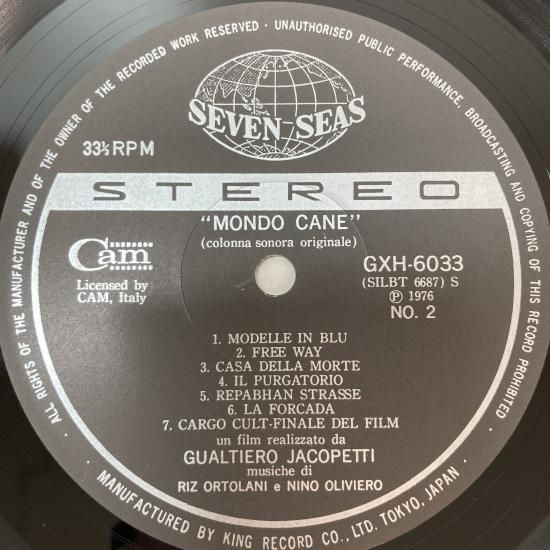 ALL RIGHTS OF THE MANUFACTURER AND OF THE OWNER OF THE RECORDED WORK RESERVED · UNAUTHORISED PUBLIC PERFORMANCE, BROADCASTING AND COPYING OF THIS RECORD PROHIBITED
SEVEN SEAS
33⅓ RPM
STEREO
"MONDO CANE"
(colonna sonora originale)
Cam
Licensed by
CAM, Italy
GXH-6033
(SILBT 6687) S
Ⓟ 1976
NO. 2
1. MODELLE IN BLU
2. FREE WAY
3. CASA DELLA MORTE
4. IL PURGATORIO
5. REPABHAN STRASSE
6. LA FORCADA
7. CARGO CULT-FINALE DEL FILM
un film realizzato da
GUALTIERO JACOPETTI
musiche di
RIZ ORTOLANI e NINO OLIVIERO
· MANUFACTURED BY KING RECORD CO., LTD. TOKYO, JAPAN ·